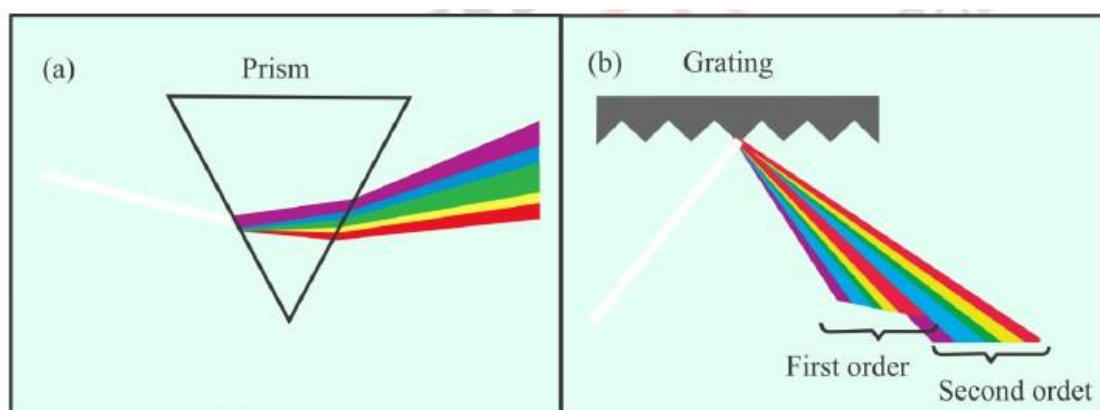 (a)
Prism
(b)
Grating
First order
Second ordet